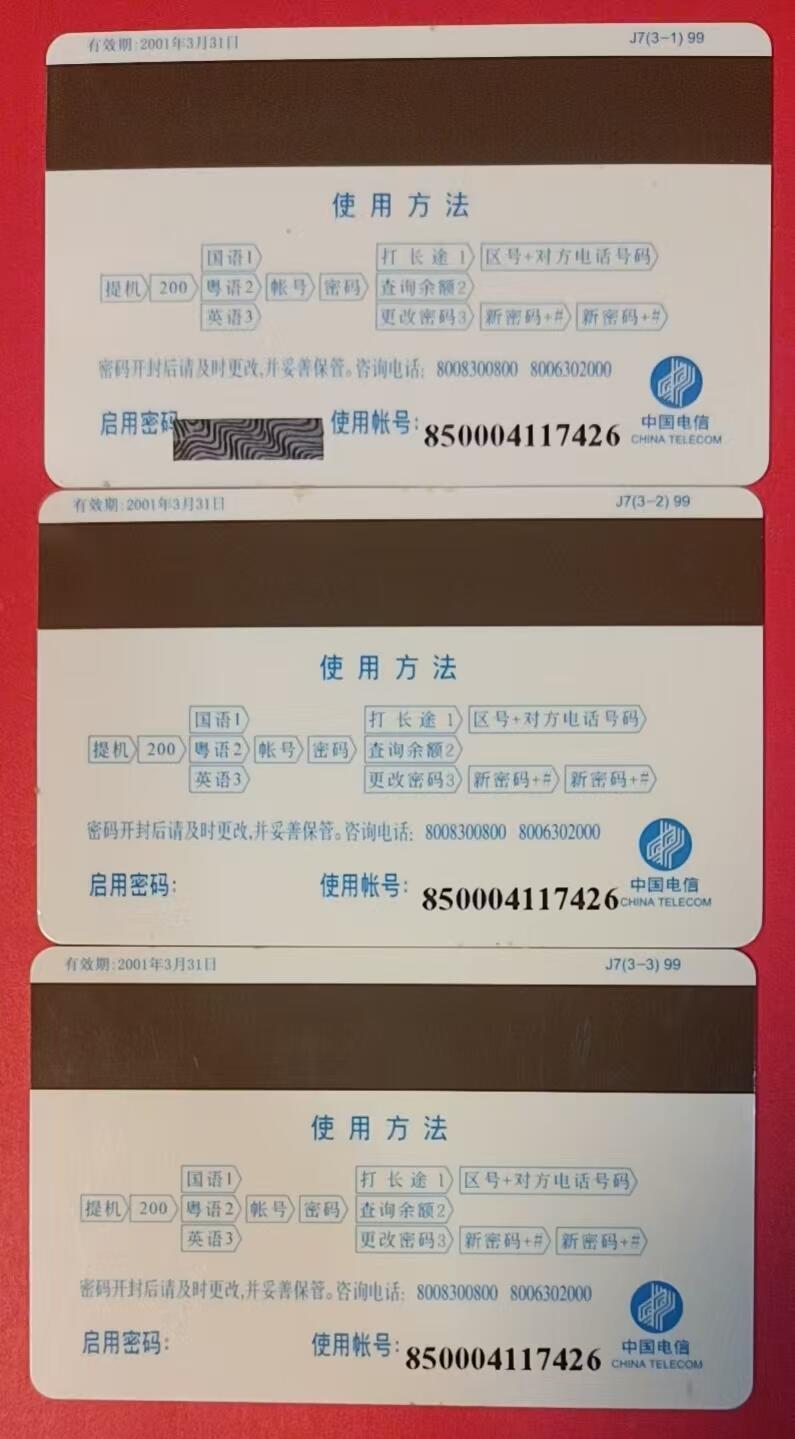 有效期:2001年3月31日 J7(3-1) 99
使用方法
国语1 打长途1 区号+对方电话号码
提机 200 粤语2 帐号 密码 查询余额2
英语3 更改密码3 新密码+# 新密码+#
密码开封后请及时更改,并妥善保管。咨询电话: 8008300800 8006302000
启用密码 使用帐号: 850004117426 中国电信
CHINA TELECOM
有效期:2001年3月31日 J7(3-2) 99
使用方法
国语1 打长途1 区号+对方电话号码
提机 200 粤语2 帐号 密码 查询余额2
英语3 更改密码3 新密码+# 新密码+#
密码开封后请及时更改,并妥善保管。咨询电话: 8008300800 8006302000
启用密码: 使用帐号: 850004117426 中国电信
CHINA TELECOM
有效期:2001年3月31日 J7(3-3) 99
使用方法
国语1 打长途1 区号+对方电话号码
提机 200 粤语2 帐号 密码 查询余额2
英语3 更改密码3 新密码+# 新密码+#
密码开封后请及时更改,并妥善保管。咨询电话: 8008300800 8006302000
启用密码: 使用帐号: 850004117426 中国电信
CHINA TELECOM